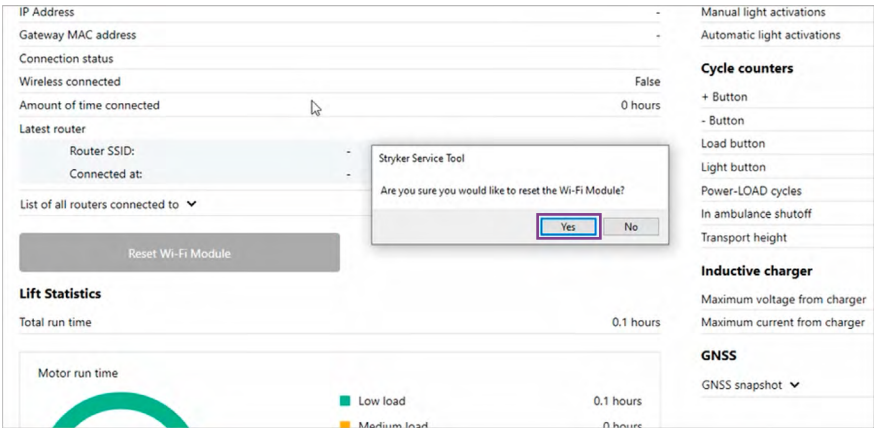 IP Address -
Gateway MAC address -
Connection status
Wireless connected False
Amount of time connected 0 hours
Latest router
Router SSID: -
Connected at: -
List of all routers connected to
Reset Wi-Fi Module
Lift Statistics
Total run time 0.1 hours
Motor run time
Low load 0.1 hours
Medium load 0 hours
Stryker Service Tool
Are you sure you would like to reset the Wi-Fi Module?
Yes No
Manual light activations
Automatic light activations
Cycle counters
+ Button
- Button
Load button
Light button
Power-LOAD cycles
In ambulance shutoff
Transport height
Inductive charger
Maximum voltage from charger
Maximum current from charger
GNSS
GNSS snapshot